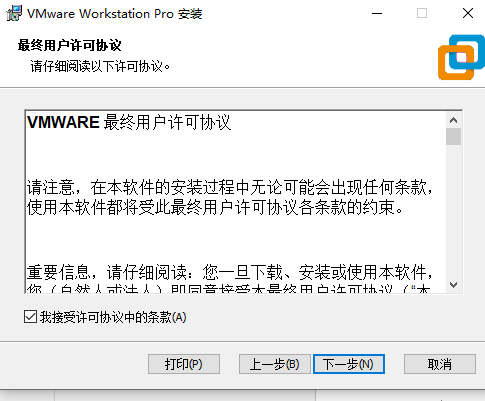 VMware Workstation Pro 安装
最终用户许可协议
请仔细阅读以下许可协议。
VMWARE 最终用户许可协议
请注意，在本软件的安装过程中无论可能会出现任何条款，
使用本软件都将受此最终用户许可协议各条款的约束。
重要信息，请仔细阅读：您一旦下载、安装或使用本软件，
您（自然人或法人）即同意接受本最终用户许可协议（“本
我接受许可协议中的条款(A)
打印(P)
上一步(B)
下一步(N)
取消